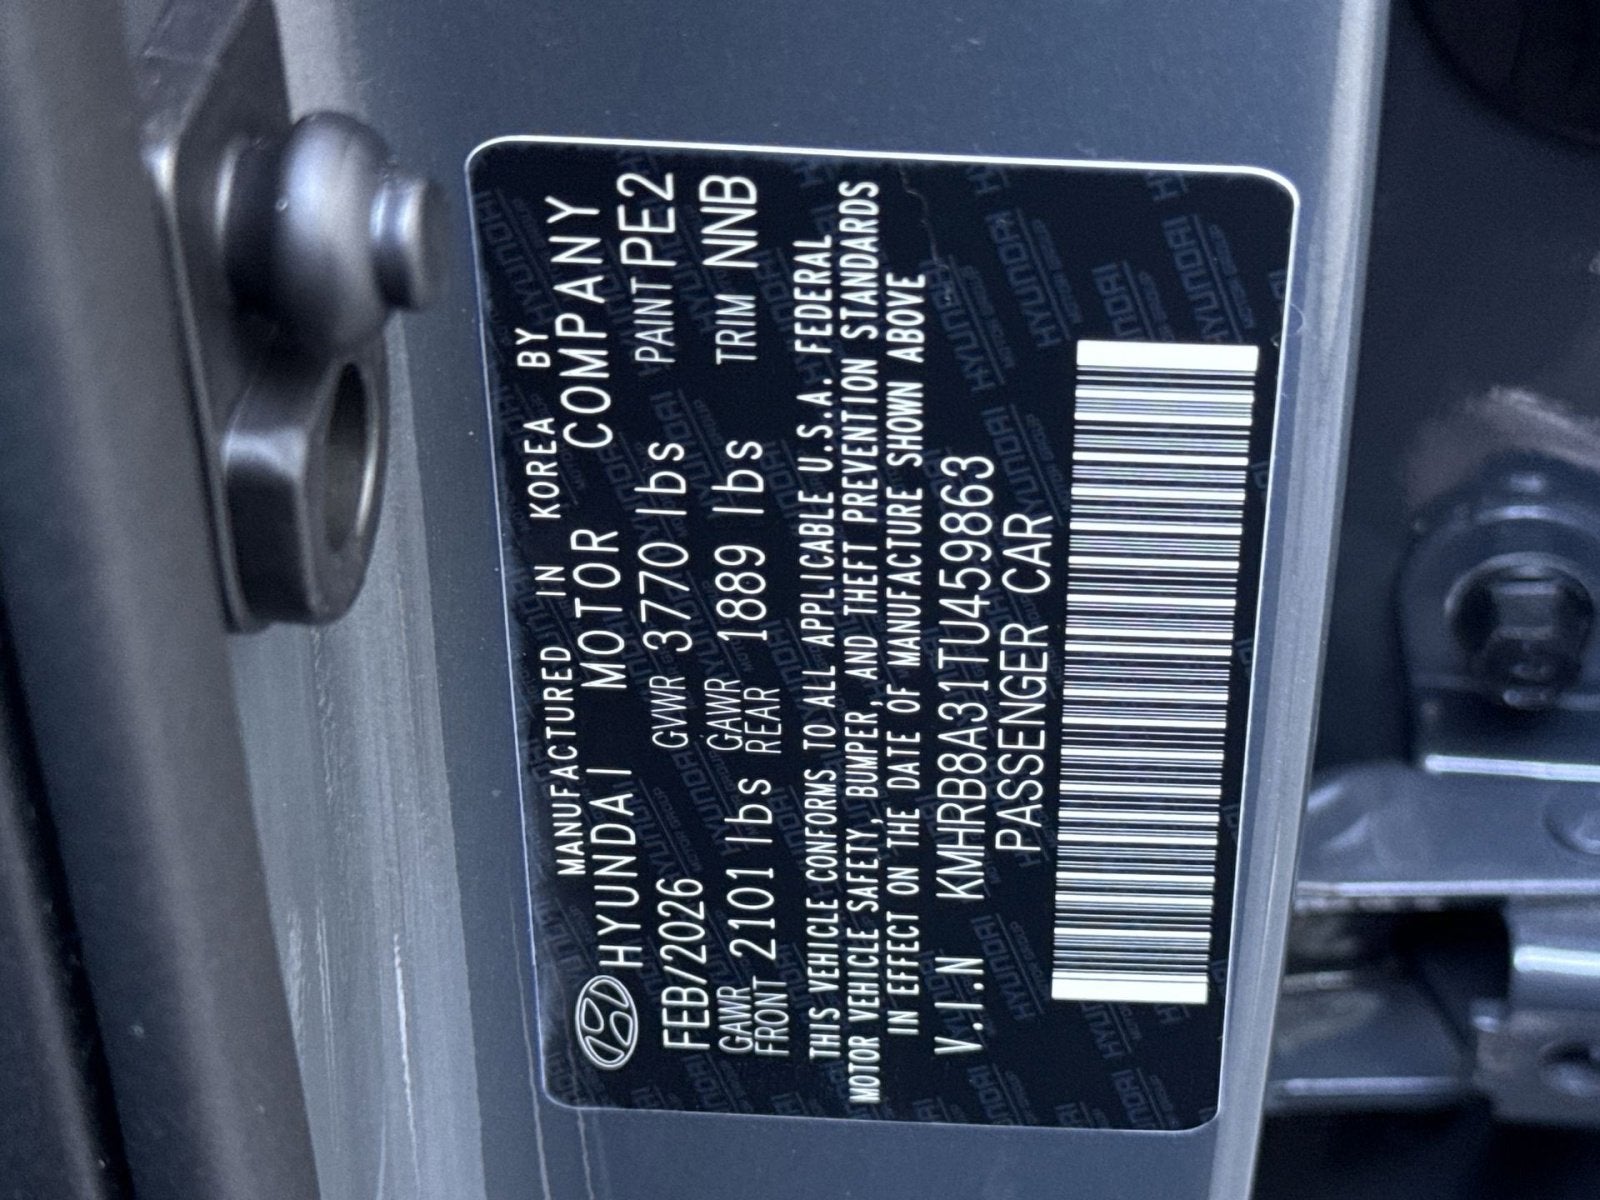 MANUFACTURED IN KOREA BY
HYUNDAI MOTOR COMPANY
FEB/2026 GVWR 3770 lbs PAINT PE2
GAWR FRONT 2101 lbs GAWR REAR 1889 lbs TRIM NNB
THIS VEHICLE CONFORMS TO ALL APPLICABLE U.S.A. FEDERAL
MOTOR VEHICLE SAFETY, BUMPER, AND THEFT PREVENTION STANDARDS
IN EFFECT ON THE DATE OF MANUFACTURE SHOWN ABOVE
V.I.N KMHRB8A31TU459863
PASSENGER CAR